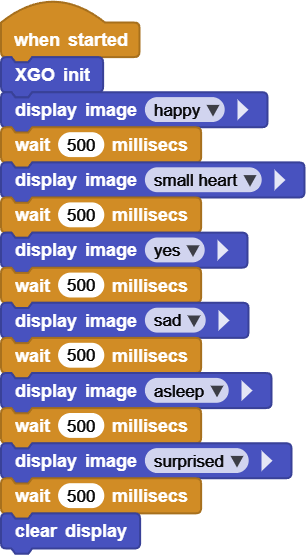 when started
XGO init
display image happy
wait 500 millisecs
display image small heart
wait 500 millisecs
display image yes
wait 500 millisecs
display image sad
wait 500 millisecs
display image asleep
wait 500 millisecs
display image surprised
wait 500 millisecs
clear display